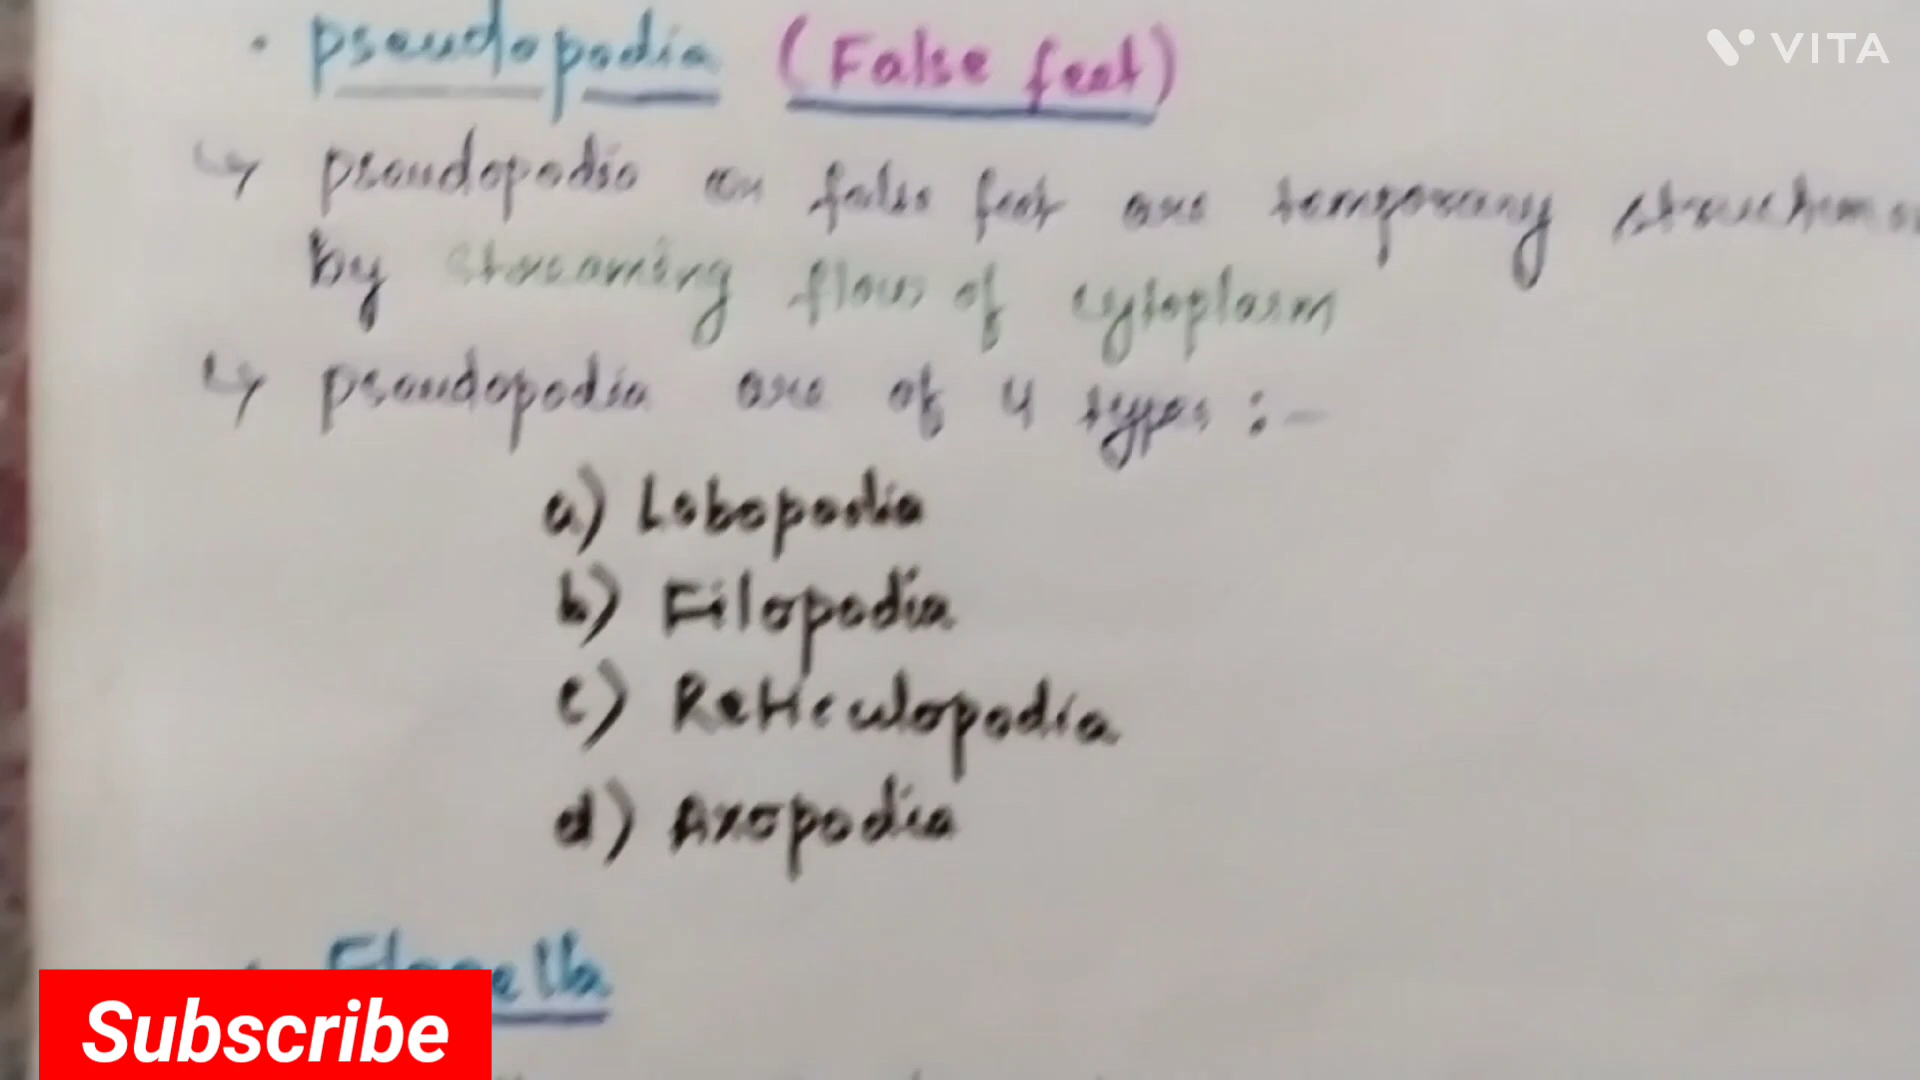 VITA
• pseudopodia (False feet)
↳ pseudopodia or false feet are temporary structures
by streaming flow of cytoplasm
↳ pseudopodia are of 4 types :-
a) Lobopodia
b) Filopodia
c) Reticulopodia
d) Axopodia
• Flagella
Subscribe